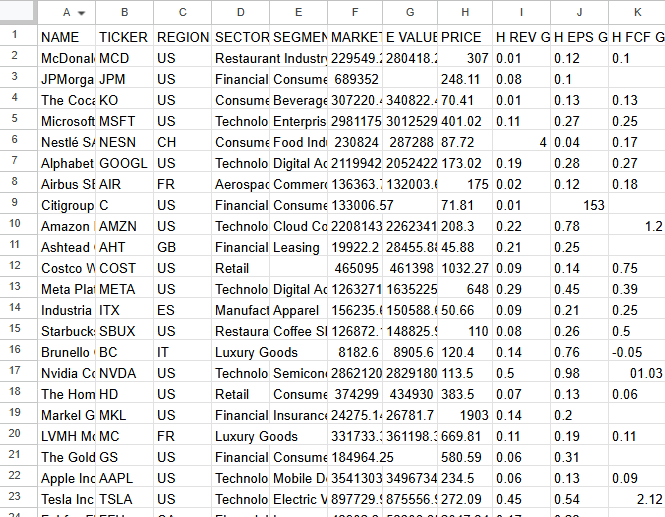 A B C D E F G H I J K
1 NAME TICKER REGION SECTOR SEGMEN MARKET E VALUE PRICE H REV G H EPS G H FCF G
2 McDonal MCD US Restaurant Industry 229549.2 280418.2 307 0.01 0.12 0.1
3 JPMorga JPM US Financial Consume 689352 248.11 0.08 0.1
4 The Coca KO US Consume Beverage 307220.4 340822.4 70.41 0.01 0.13 0.13
5 Microsoft MSFT US Technolo Enterpris 2981175 3012529 401.02 0.11 0.27 0.25
6 Nestlé SA NESN CH Consume Food Indu 230824 287288 87.72 4 0.04 0.17
7 Alphabet GOOGL US Technolo Digital Ad 2119942 2052422 173.02 0.19 0.28 0.27
8 Airbus SE AIR FR Aerospac Commerc 136363.7 132003.6 175 0.02 0.12 0.18
9 Citigroup C US Financial Consume 133006.57 71.81 0.01 153
10 Amazon AMZN US Technolo Cloud Co 2208143 2262341 208.3 0.22 0.78 1.2
11 Ashtead AHT GB Financial Leasing 19922.2 28455.88 45.88 0.21 0.25
12 Costco W COST US Retail 465095 461398 1032.27 0.09 0.14 0.75
13 Meta Plat META US Technolo Digital Ad 1263271 1635225 648 0.29 0.45 0.39
14 Industria ITX ES Manufact Apparel 156235.6 150588.6 50.66 0.09 0.21 0.25
15 Starbucks SBUX US Restaura Coffee Sh 126872. 148825.9 110 0.08 0.26 0.5
16 Brunello BC IT Luxury Goods 8182.6 8905.6 120.4 0.14 0.76 -0.05
17 Nvidia Co NVDA US Technolo Semicon 2862120 2829180 113.5 0.5 0.98 01.03
18 The Hom HD US Retail Consume 374299 434930 383.5 0.07 0.13 0.06
19 Markel G MKL US Financial Insurance 24275.14 26781.7 1903 0.14 0.2
20 LVMH Mo MC FR Luxury Goods 331733.3 361198.3 669.81 0.11 0.19 0.11
21 The Gold GS US Financial Consume 184964.25 580.59 0.06 0.31
22 Apple Inc AAPL US Technolo Mobile De 3541303 3496734 234.5 0.06 0.13 0.09
23 Tesla Inc TSLA US Technolo Electric V 897729.9 875556.9 272.09 0.45 0.54 2.12
24